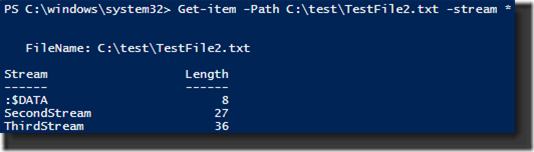 PS C:\windows\system32> Get-item -Path C:\test\TestFile2.txt -stream *
FileName: C:\test\TestFile2.txt
Stream Length
------ ------
:$DATA 8
SecondStream 27
ThirdStream 36